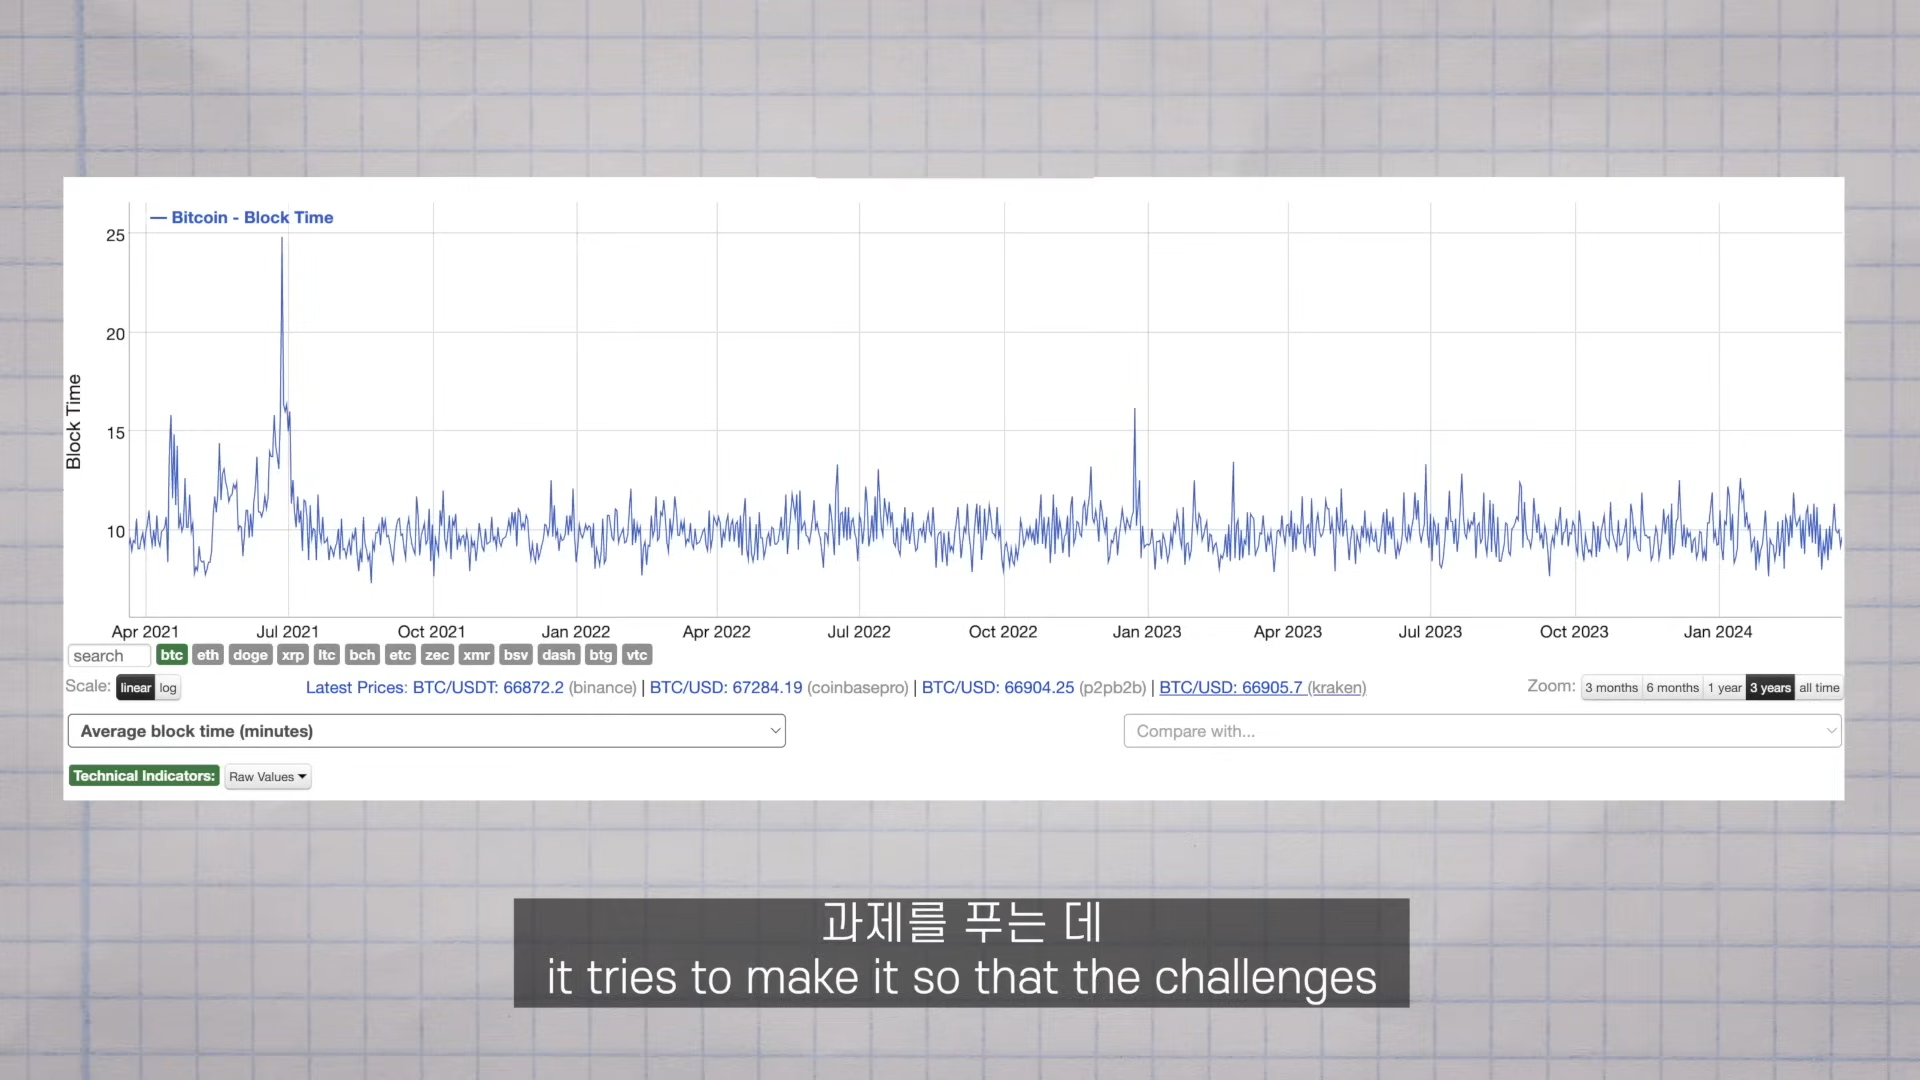 — Bitcoin - Block Time
25
20
15
10
Block Time
Apr 2021 Jul 2021 Oct 2021 Jan 2022 Apr 2022 Jul 2022 Oct 2022 Jan 2023 Apr 2023 Jul 2023 Oct 2023 Jan 2024
search btc eth doge xrp ltc bch etc zec xmr bsv dash btg vtc
Scale: linear log Latest Prices: BTC/USDT: 66872.2 (binance) | BTC/USD: 67284.19 (coinbasepro) | BTC/USD: 66904.25 (p2pb2b) | BTC/USD: 66905.7 (kraken) Zoom: 3 months 6 months 1 year 3 years all time
Average block time (minutes) Compare with...
Technical Indicators: Raw Values
과제를 푸는 데
it tries to make it so that the challenges